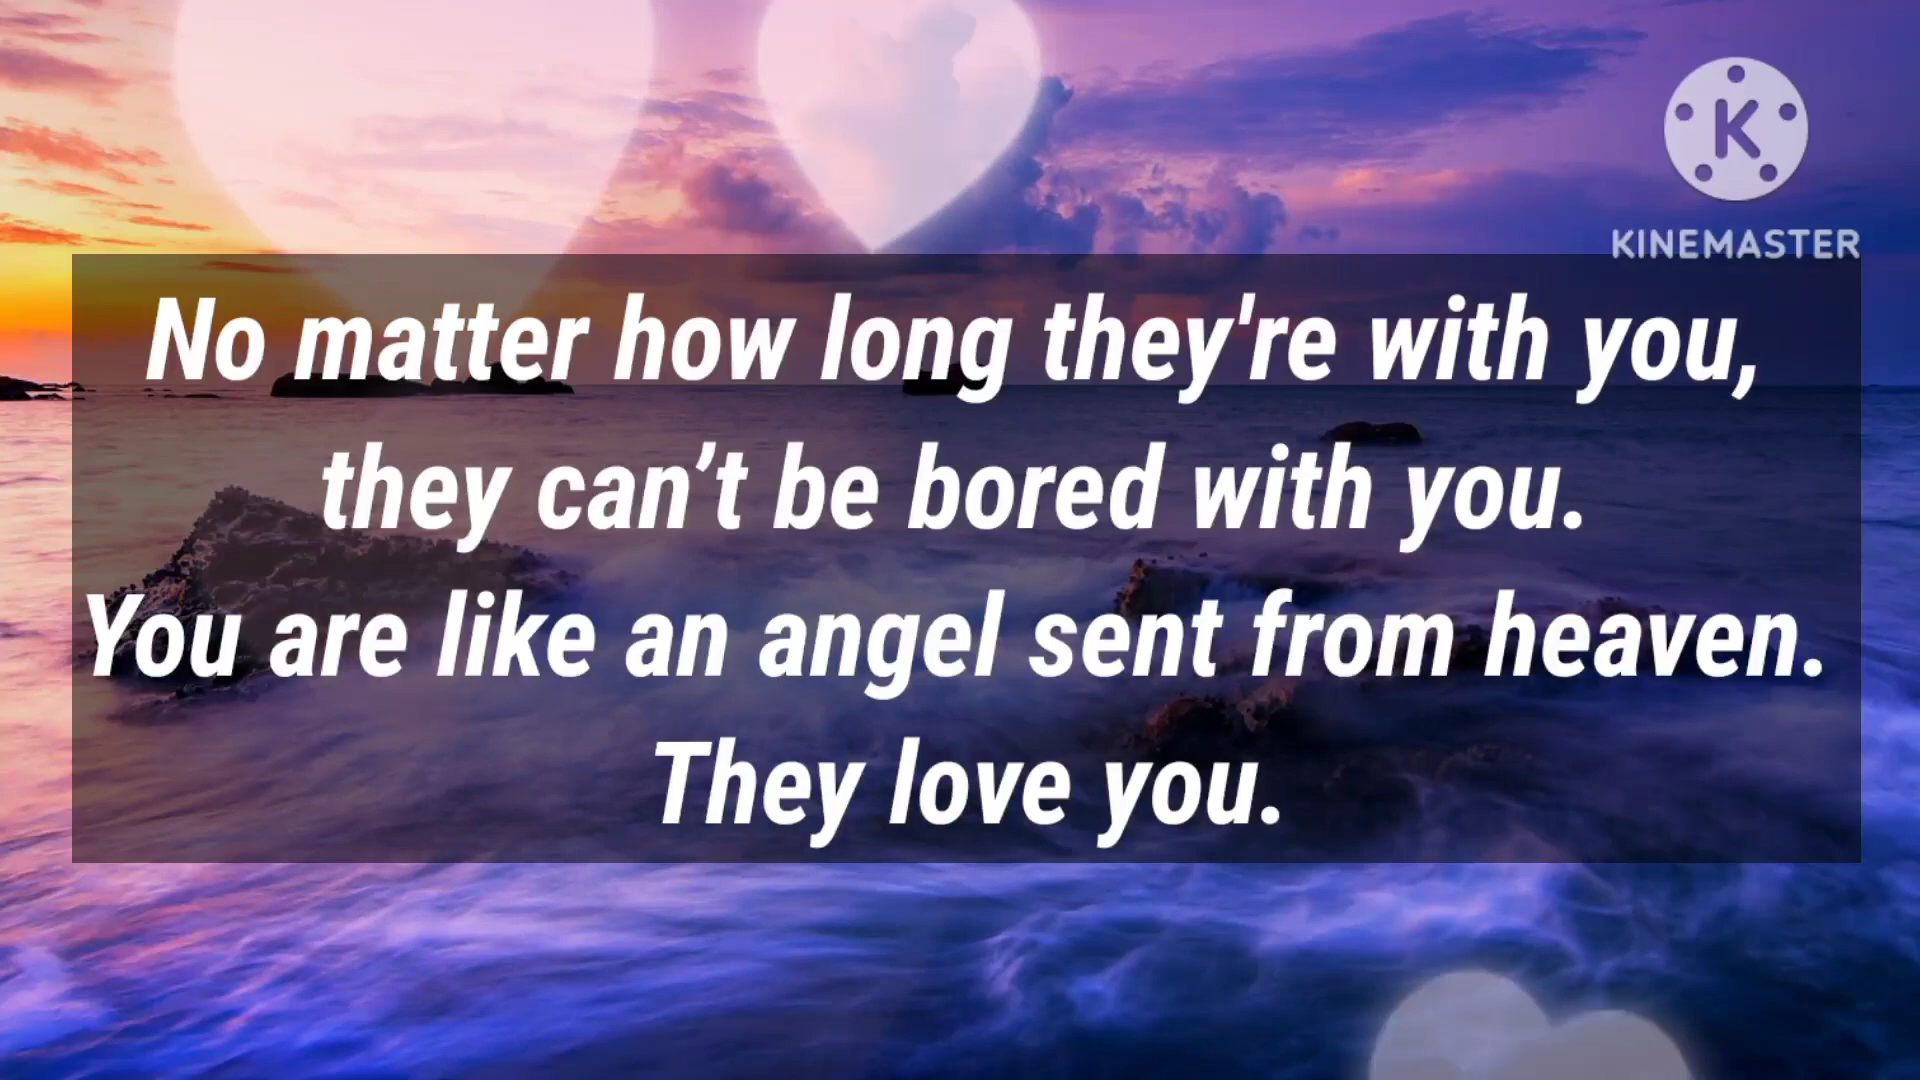 K
KINEMASTER
No matter how long they're with you,
they can’t be bored with you.
You are like an angel sent from heaven.
They love you.